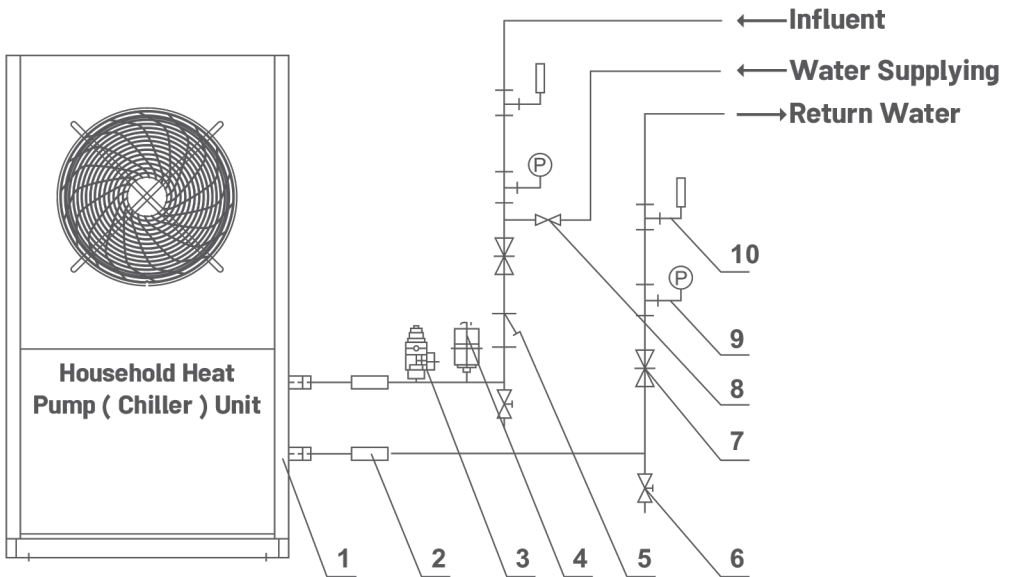 Influent
Water Supplying
Return Water
P
P
10
9
8
7
Household Heat
Pump ( Chiller ) Unit
1
2
3
4
5
6